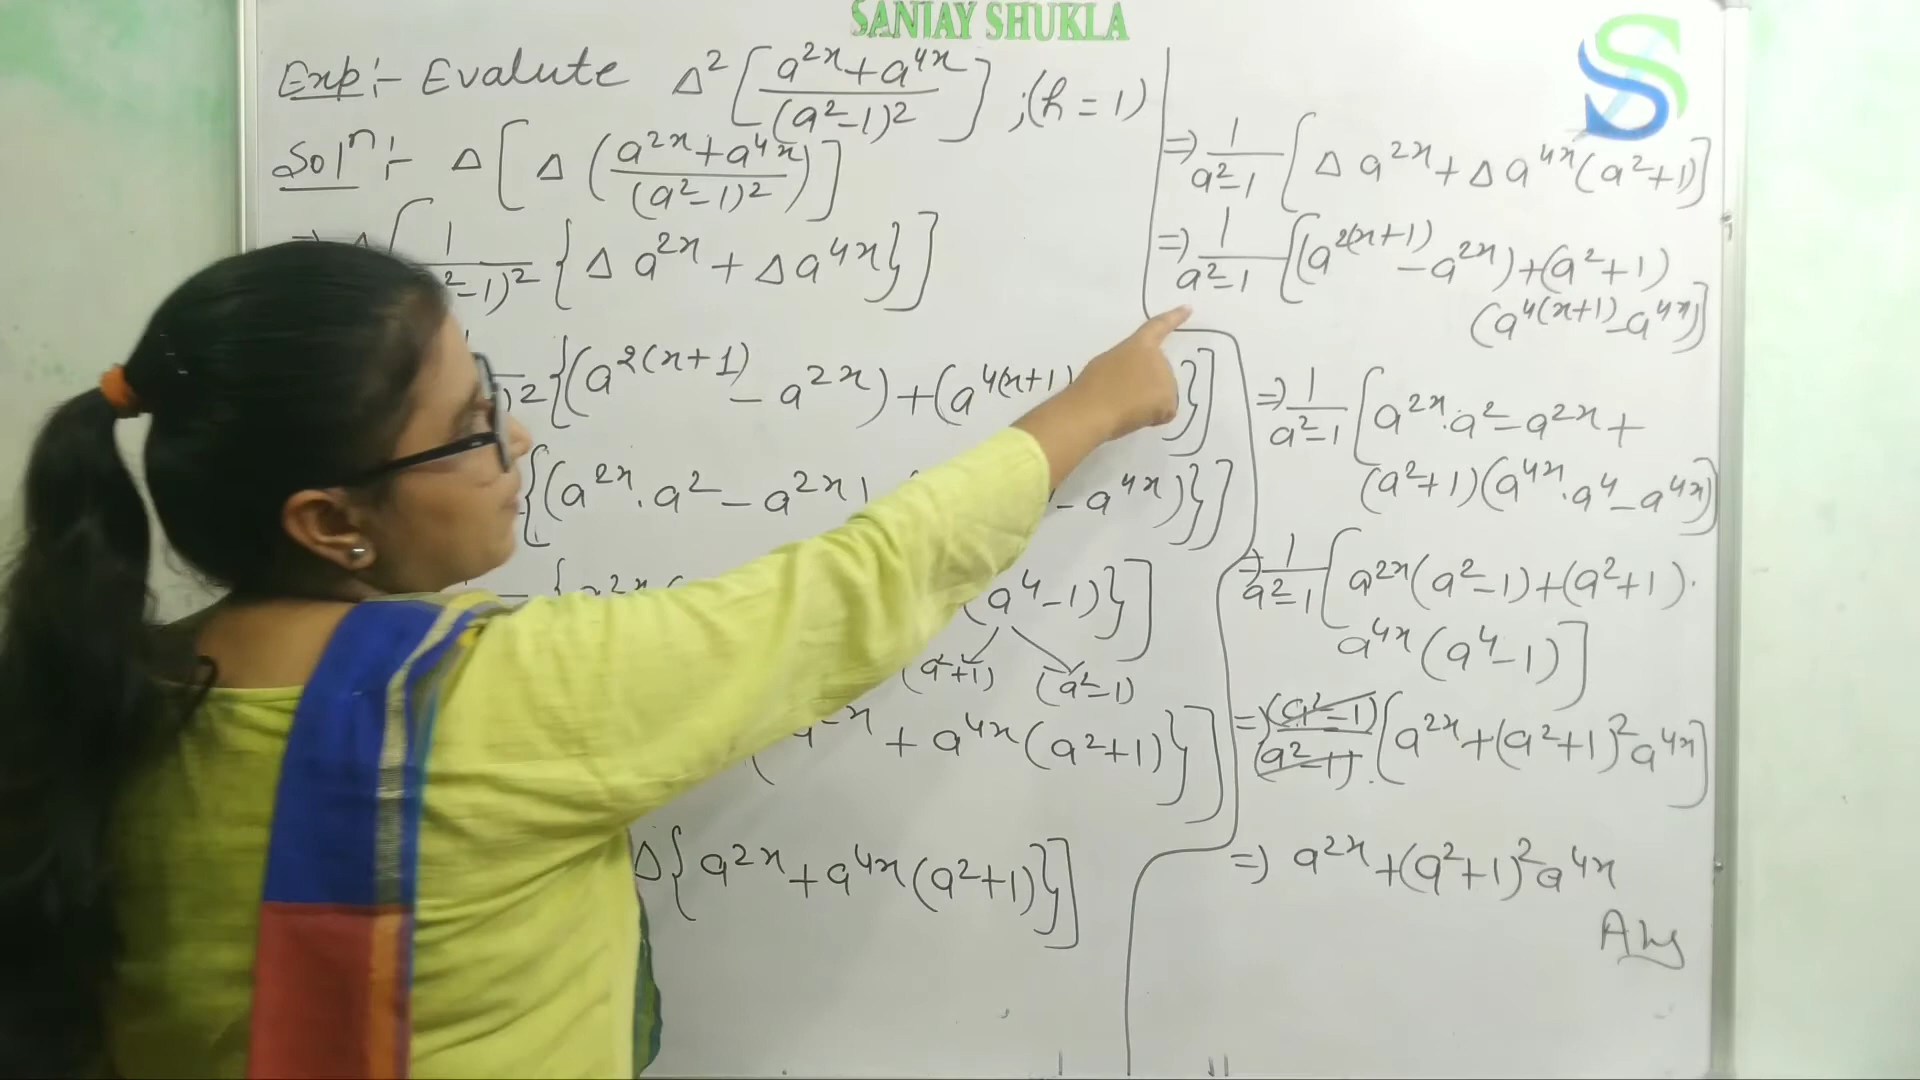 SANJAY SHUKLA
Exp:- Evalute Δ² [ (a^2x + a^4x) / (a²-1)² ] ; (h = 1)
Solⁿ:- Δ [ Δ ( (a^2x + a^4x) / (a²-1)² ) ]
1 / ²-1)² { Δ a^2x + Δ a^4x } ]
2 { (a^2(x+1) - a^2x) + (a^4(x+1) } ]
{ (a^2x . a² - a^2x) - a^4x) } ]
(a⁴-1) } ]
(a²+1) (a²-1)
+ a^4x (a²+1) } ]
Δ { a^2x + a^4x (a²+1) } ]
⇒ 1 / a²-1 [ Δ a^2x + Δ a^4x (a²+1) ]
⇒ 1 / a²-1 [ (a^2(x+1) - a^2x) + (a²+1)
(a^4(x+1) - a^4x) ]
⇒ 1 / a²-1 [ a^2x . a² - a^2x +
(a²+1) (a^4x . a⁴ - a^4x) ]
⇒ 1 / a²-1 [ a^2x (a²-1) + (a²+1) .
a^4x (a⁴-1) ]
⇒ (a²-1) / (a²-1) . [ a^2x + (a²+1)² a^4x ]
⇒ a^2x + (a²+1)² a^4x
Ans